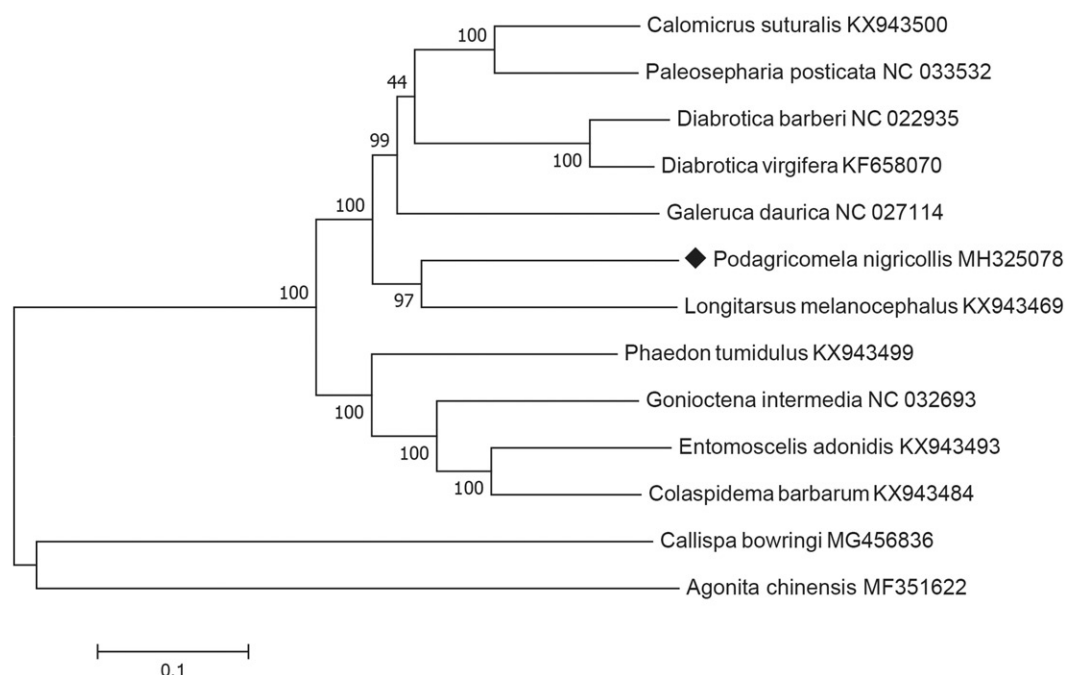 Calomicrus suturalis KX943500
100
Paleosepharia posticata NC 033532
44
Diabrotica barberi NC 022935
99
100
Diabrotica virgifera KF658070
100
Galeruca daurica NC 027114
Podagricomela nigricollis MH325078
100
97
Longitarsus melanocephalus KX943469
Phaedon tumidulus KX943499
100
Gonioctena intermedia NC 032693
100
Entomoscelis adonidis KX943493
100
Colaspidema barbarum KX943484
Callispa bowringi MG456836
Agonita chinensis MF351622
0.1